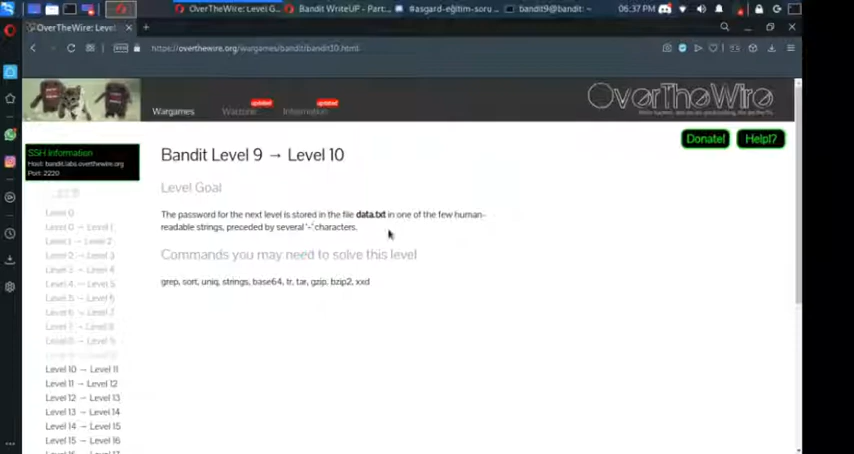 OverTheWire: Level G...
Bandit WriteUP - Part...
#asgard-eğitim-soru ...
bandit9@bandit: ~
06:37 PM
OverTheWire: Level
https://overthewire.org/wargames/bandit/bandit10.html
updated
updated
OverTheWire
Wargames
Warzone
Information
Donate!
Help!?
SSH Information
Host: bandit.labs.overthewire.org
Port: 2220
Bandit Level 9 → Level 10
Level Goal
The password for the next level is stored in the file data.txt in one of the few human-
readable strings, preceded by several '=' characters.
Commands you may need to solve this level
grep, sort, uniq, strings, base64, tr, tar, gzip, bzip2, xxd
Level 0
Level 0 → Level 1
Level 1 → Level 2
Level 2 → Level 3
Level 3 → Level 4
Level 4 → Level 5
Level 5 → Level 6
Level 6 → Level 7
Level 7 → Level 8
Level 8 → Level 9
Level 10 → Level 11
Level 11 → Level 12
Level 12 → Level 13
Level 13 → Level 14
Level 14 → Level 15
Level 15 → Level 16